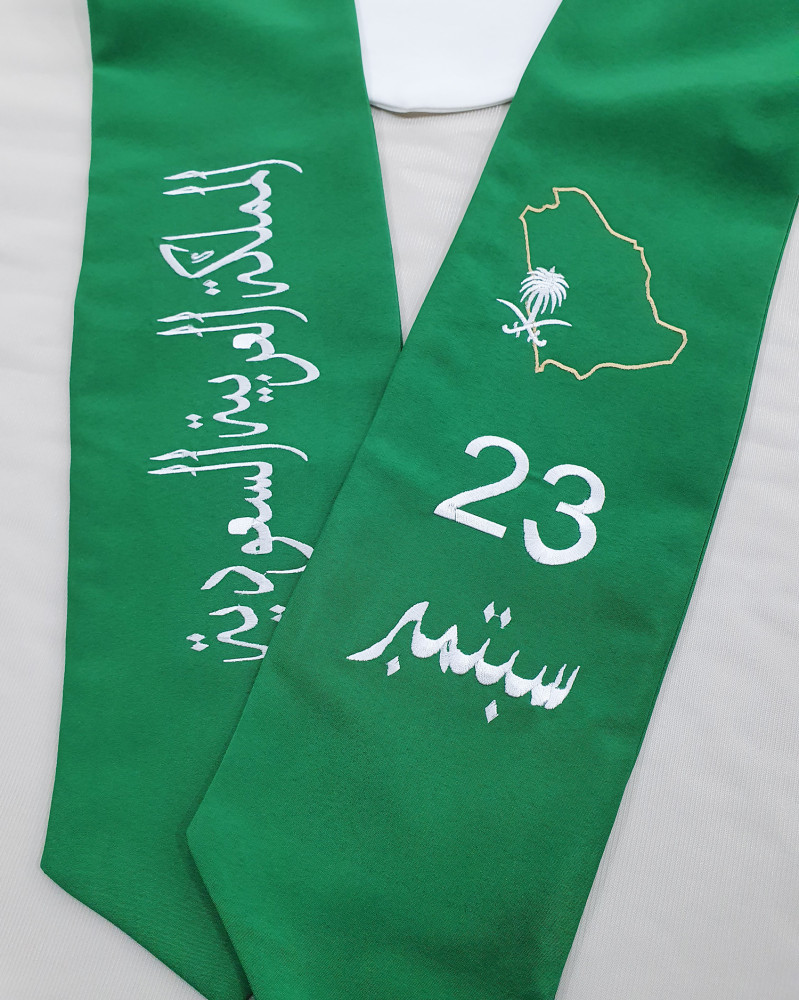 المملكة العربية السعودية
23
سبتمبر